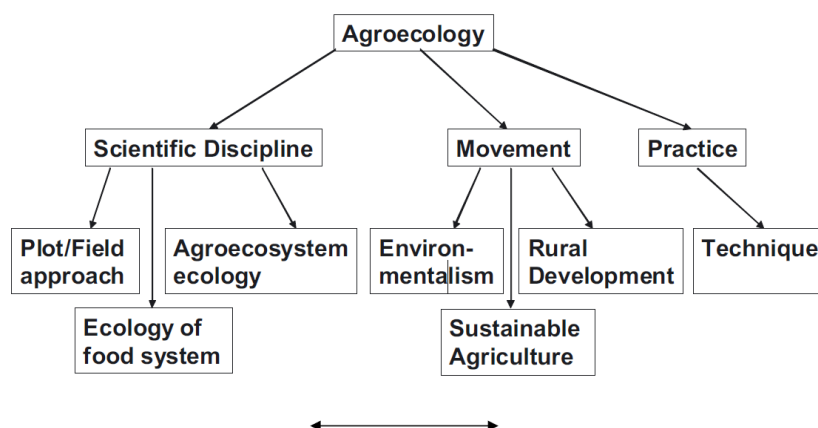 Agroecology
Scientific Discipline
Movement
Practice
Plot/Field
approach
Agroecosystem
ecology
Environ-
mentalism
Rural
Development
Technique
Ecology of
food system
Sustainable
Agriculture